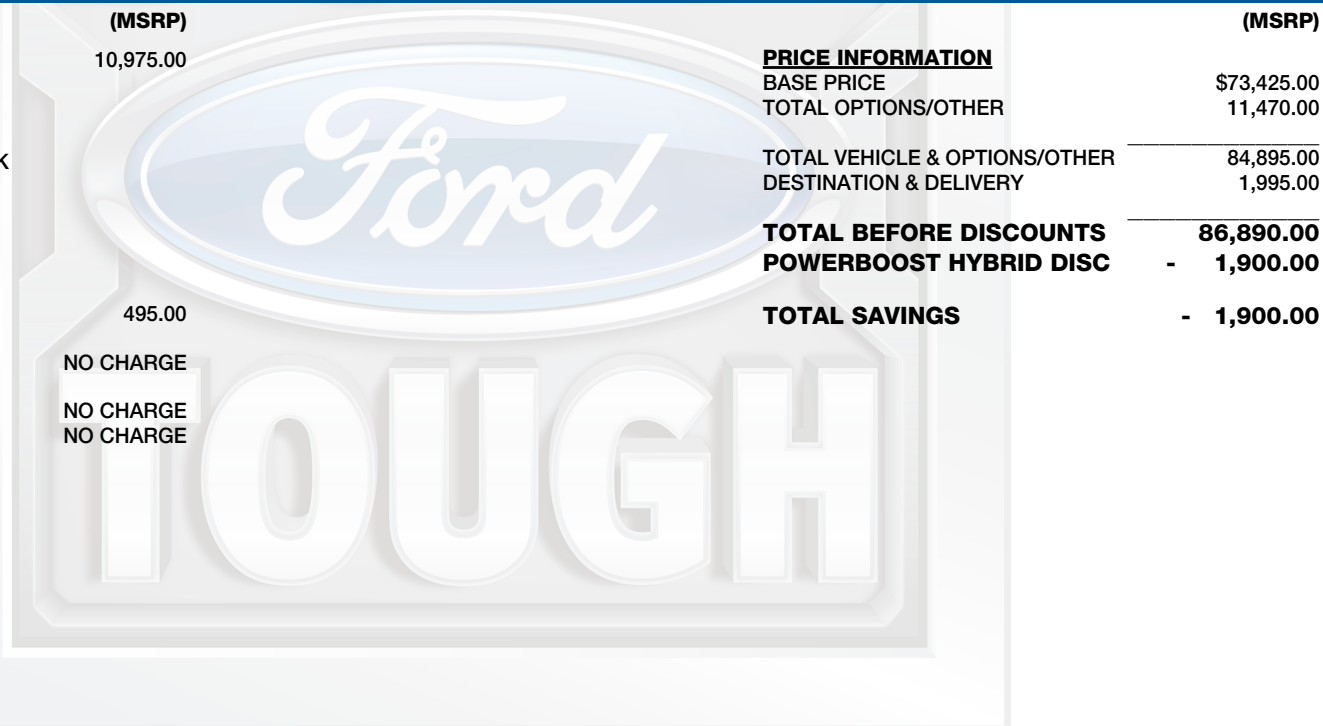 (MSRP)
10,975.00
K
495.00
NO CHARGE
NO CHARGE
NO CHARGE
(MSRP)
PRICE INFORMATION
BASE PRICE $73,425.00
TOTAL OPTIONS/OTHER 11,470.00
TOTAL VEHICLE & OPTIONS/OTHER 84,895.00
DESTINATION & DELIVERY 1,995.00
TOTAL BEFORE DISCOUNTS 86,890.00
POWERBOOST HYBRID DISC - 1,900.00
TOTAL SAVINGS - 1,900.00
Ford
TOUGH